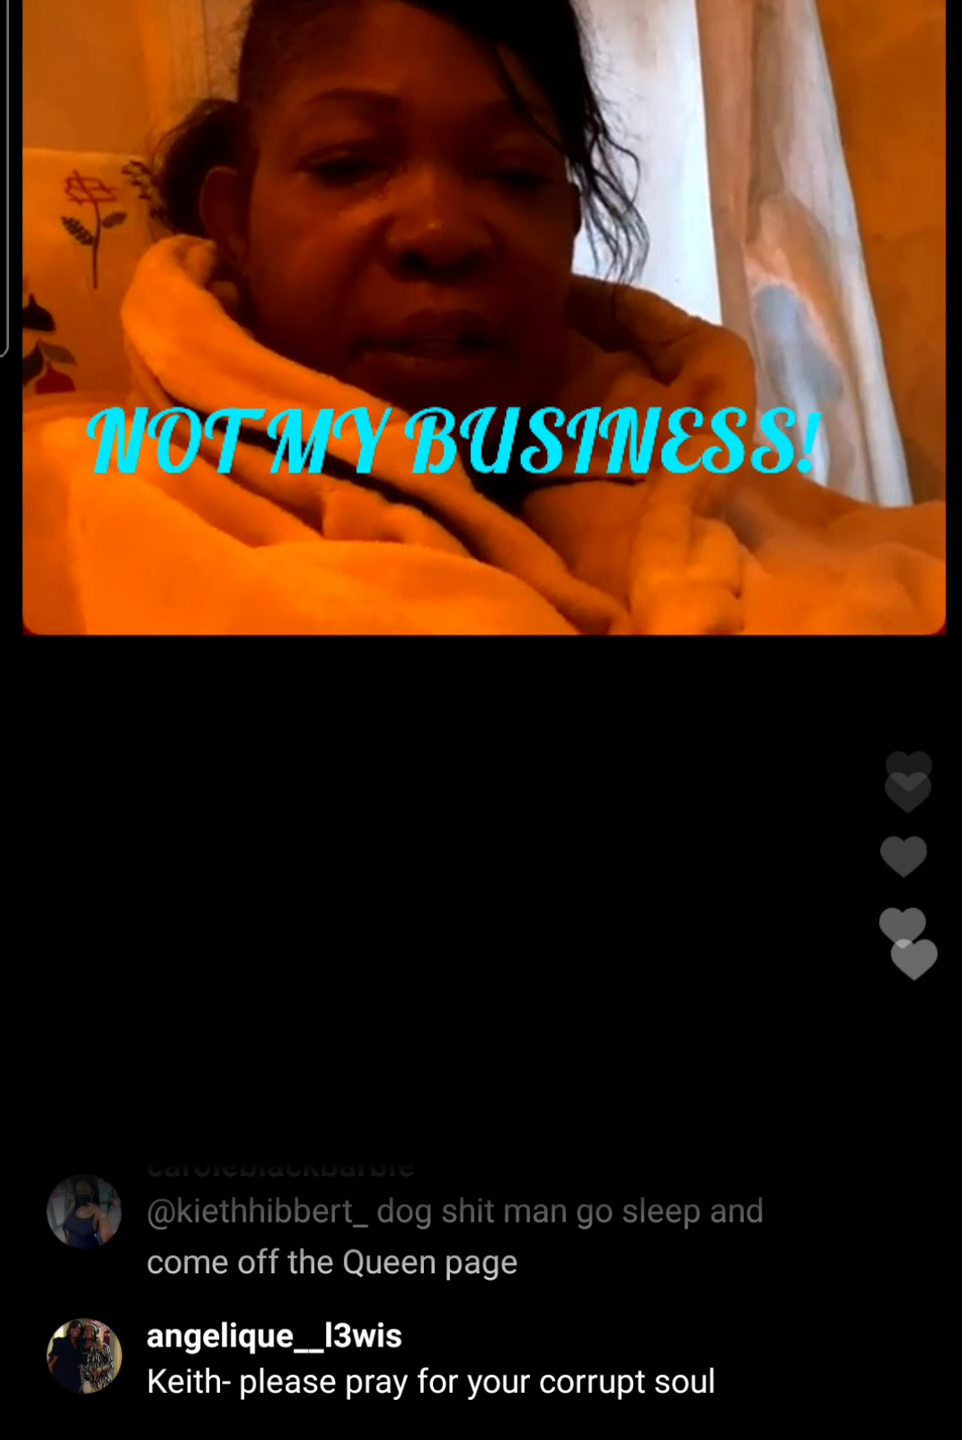 NOT MY BUSINESS!
caroleblackbarbie
@kiethhibbert_ dog shit man go sleep and
come off the Queen page
angelique__l3wis
Keith- please pray for your corrupt soul